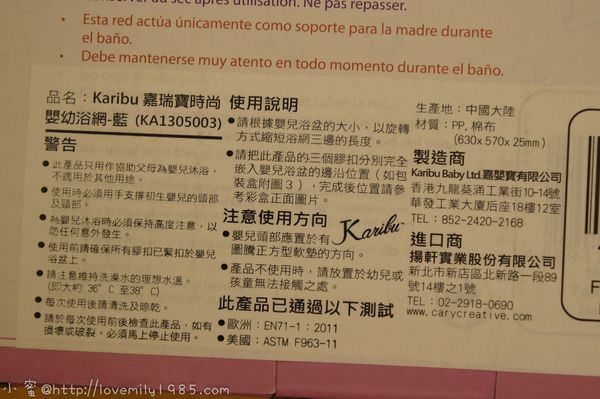 conserver au sec après utilisation. Ne pas repasser.
• Esta red actúa únicamente como soporte para la madre durante
el baño.
• Debe mantenerse muy atento en todo momento durante el baño.
品名：Karibu 嘉瑞寶時尚
嬰幼浴網-藍 (KA1305003)
警告
• 此產品只用作協助父母為嬰兒沐浴，
不適用於其他用途。
• 使用時必須用手支撐初生嬰兒的頭部
及頸部。
• 為嬰兒沐浴時必須保持高度注意，以
防任何意外發生。
• 使用前請確保所有膠扣已緊扣於嬰兒
浴盆上。
• 請注意維持洗澡水的理想水溫。
(即大約 36°C 至38°C)
• 每次使用後請清洗及晾乾。
• 請於每次使用前後檢查此產品，如有
損壞或破裂，必須馬上停止使用。
使用說明
•請根據嬰兒浴盆的大小，以旋轉
方式縮短浴網三邊的長度。
•請把此產品的三個膠扣分別完全
嵌入嬰兒浴盆的邊沿位置（如包
裝盒附圖3），完成後位置請參
考彩盒正面圖片。
注意使用方向
•嬰兒頭部應置於有 Karibu
圖騰正方型軟墊的方向。
•產品不使用時，請放置於幼兒或
孩童無法接觸之處。
此產品已通過以下測試
•歐洲：EN71-1：2011
•美國：ASTM F963-11
生產地：中國大陸
材質：PP, 棉布
(630x 570x 25mm)
製造商
Karibu Baby Ltd.嘉嬰寶有限公司
香港九龍葵涌工業街10-14號
華發工業大廈后座18樓12室
TEL：852-2420-2168
進口商
揚軒實業股份有限公司
新北市新店區北新路一段89
號14樓之1號
TEL：02-2918-0690
www.carycreative.com
小蜜@http://lovemily1985.com